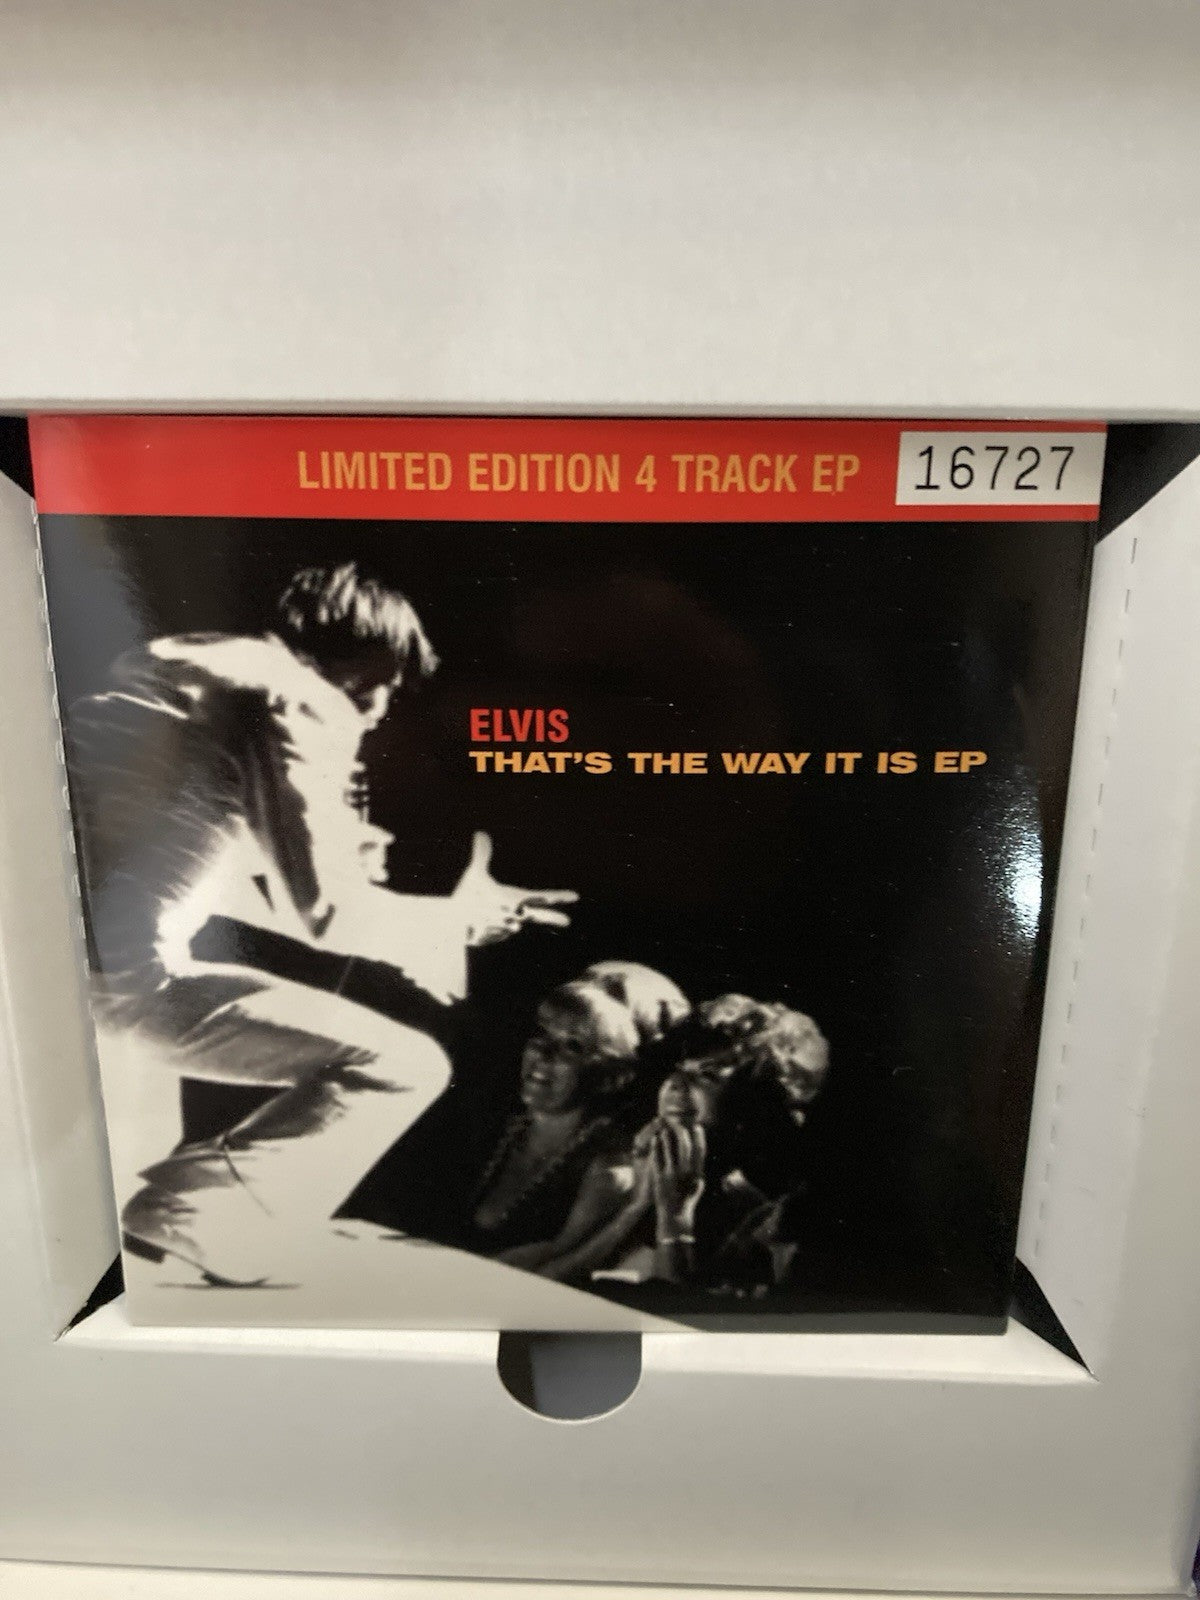 LIMITED EDITION 4 TRACK EP 16727
ELVIS
THAT'S THE WAY IT IS EP